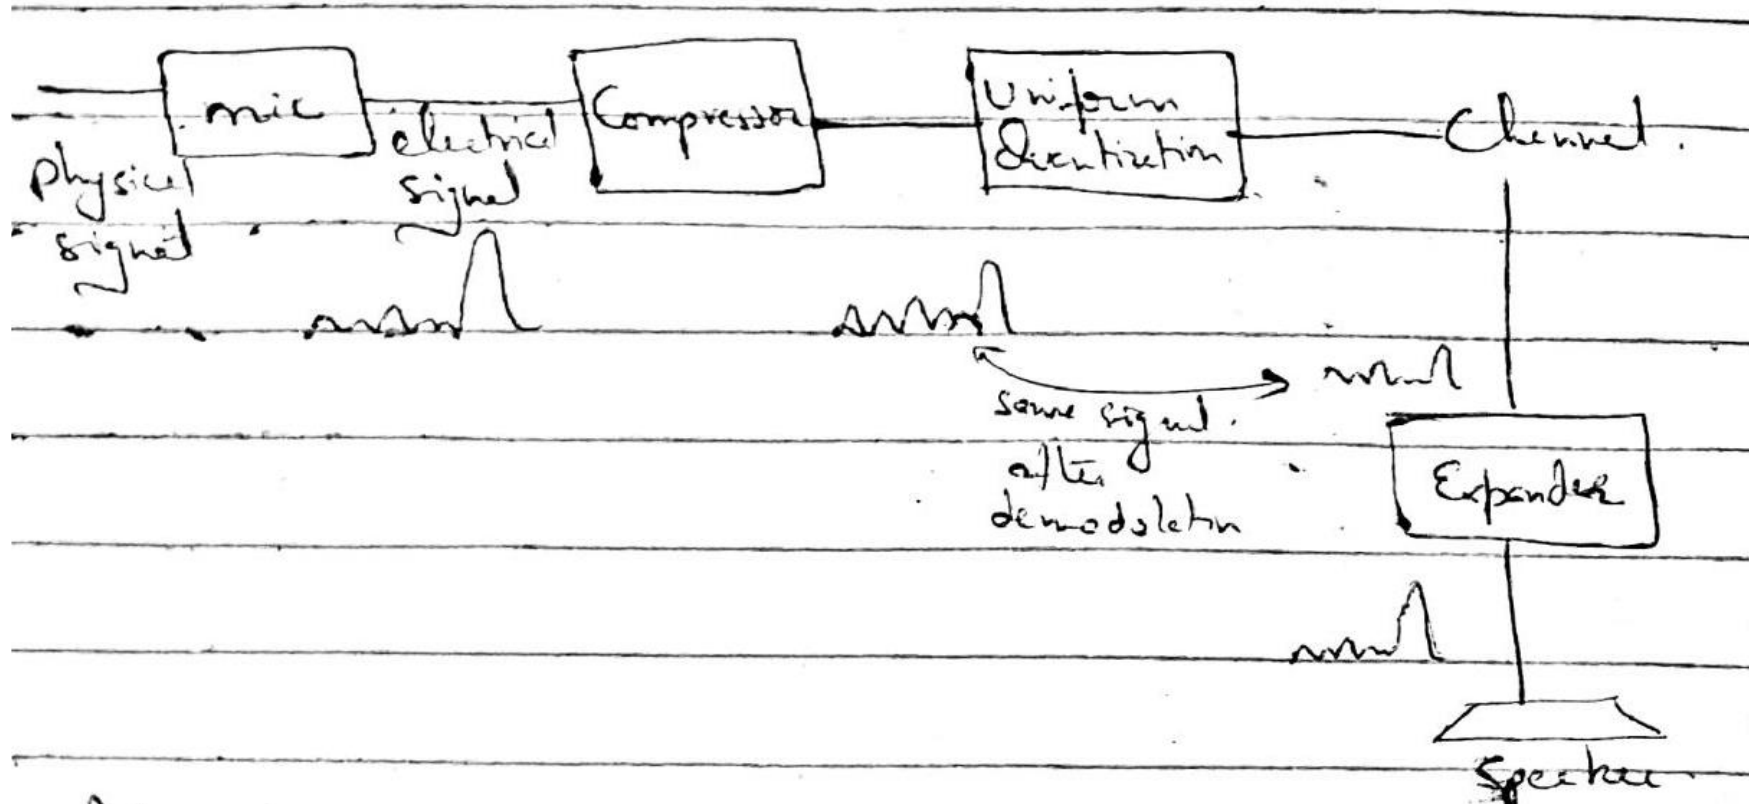 mic
Compressor
Uniform
Quantization
Channel.
physical
signal
electrical
signal
same signal.
after
demodulation
Expander
Speaker